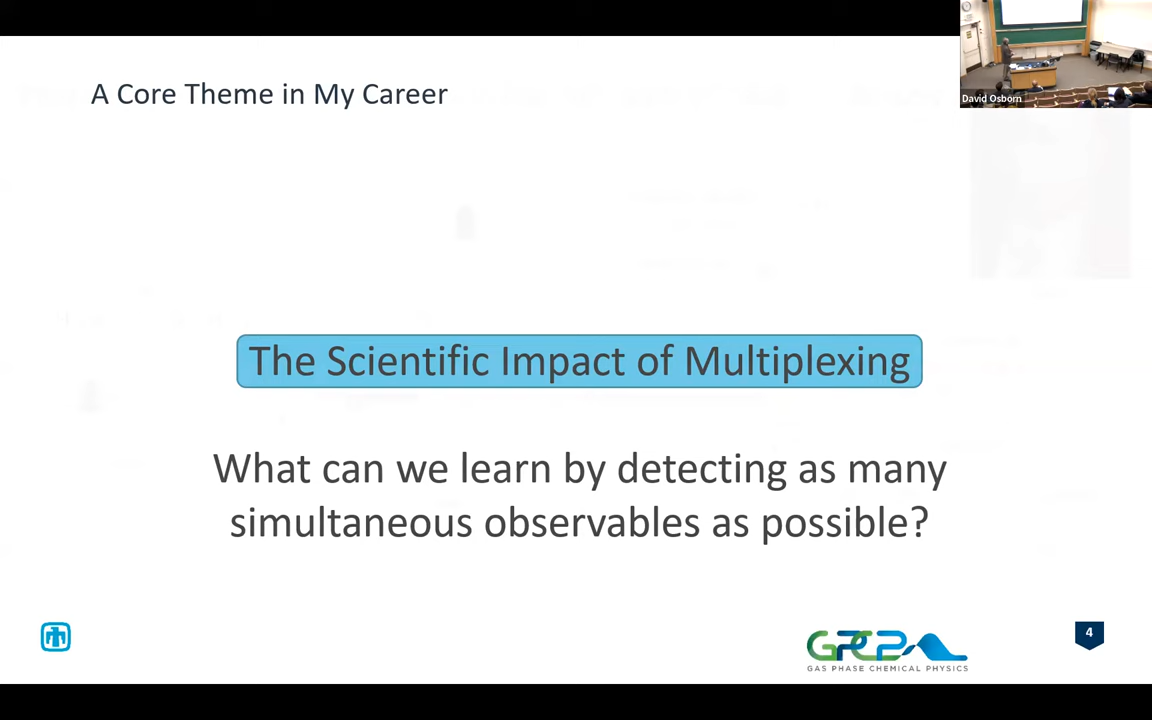 A Core Theme in My Career
David Osborn
The Scientific Impact of Multiplexing
What can we learn by detecting as many
simultaneous observables as possible?
GPCP
GAS PHASE CHEMICAL PHYSICS
4